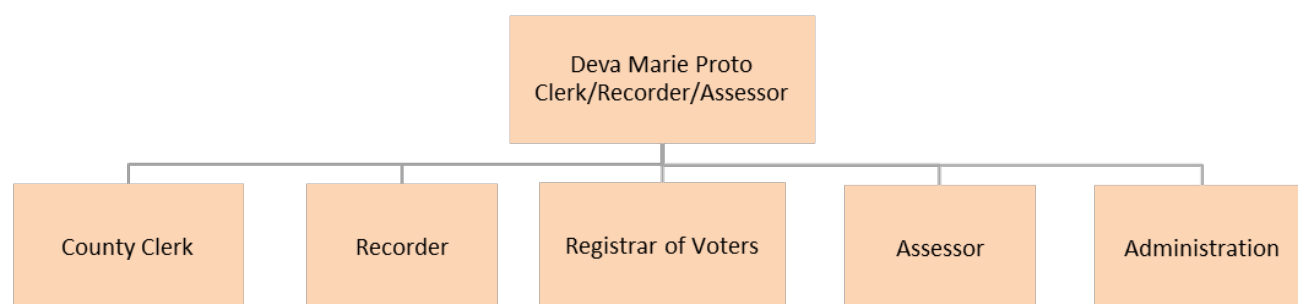 Deva Marie Proto
Clerk/Recorder/Assessor
County Clerk
Recorder
Registrar of Voters
Assessor
Administration